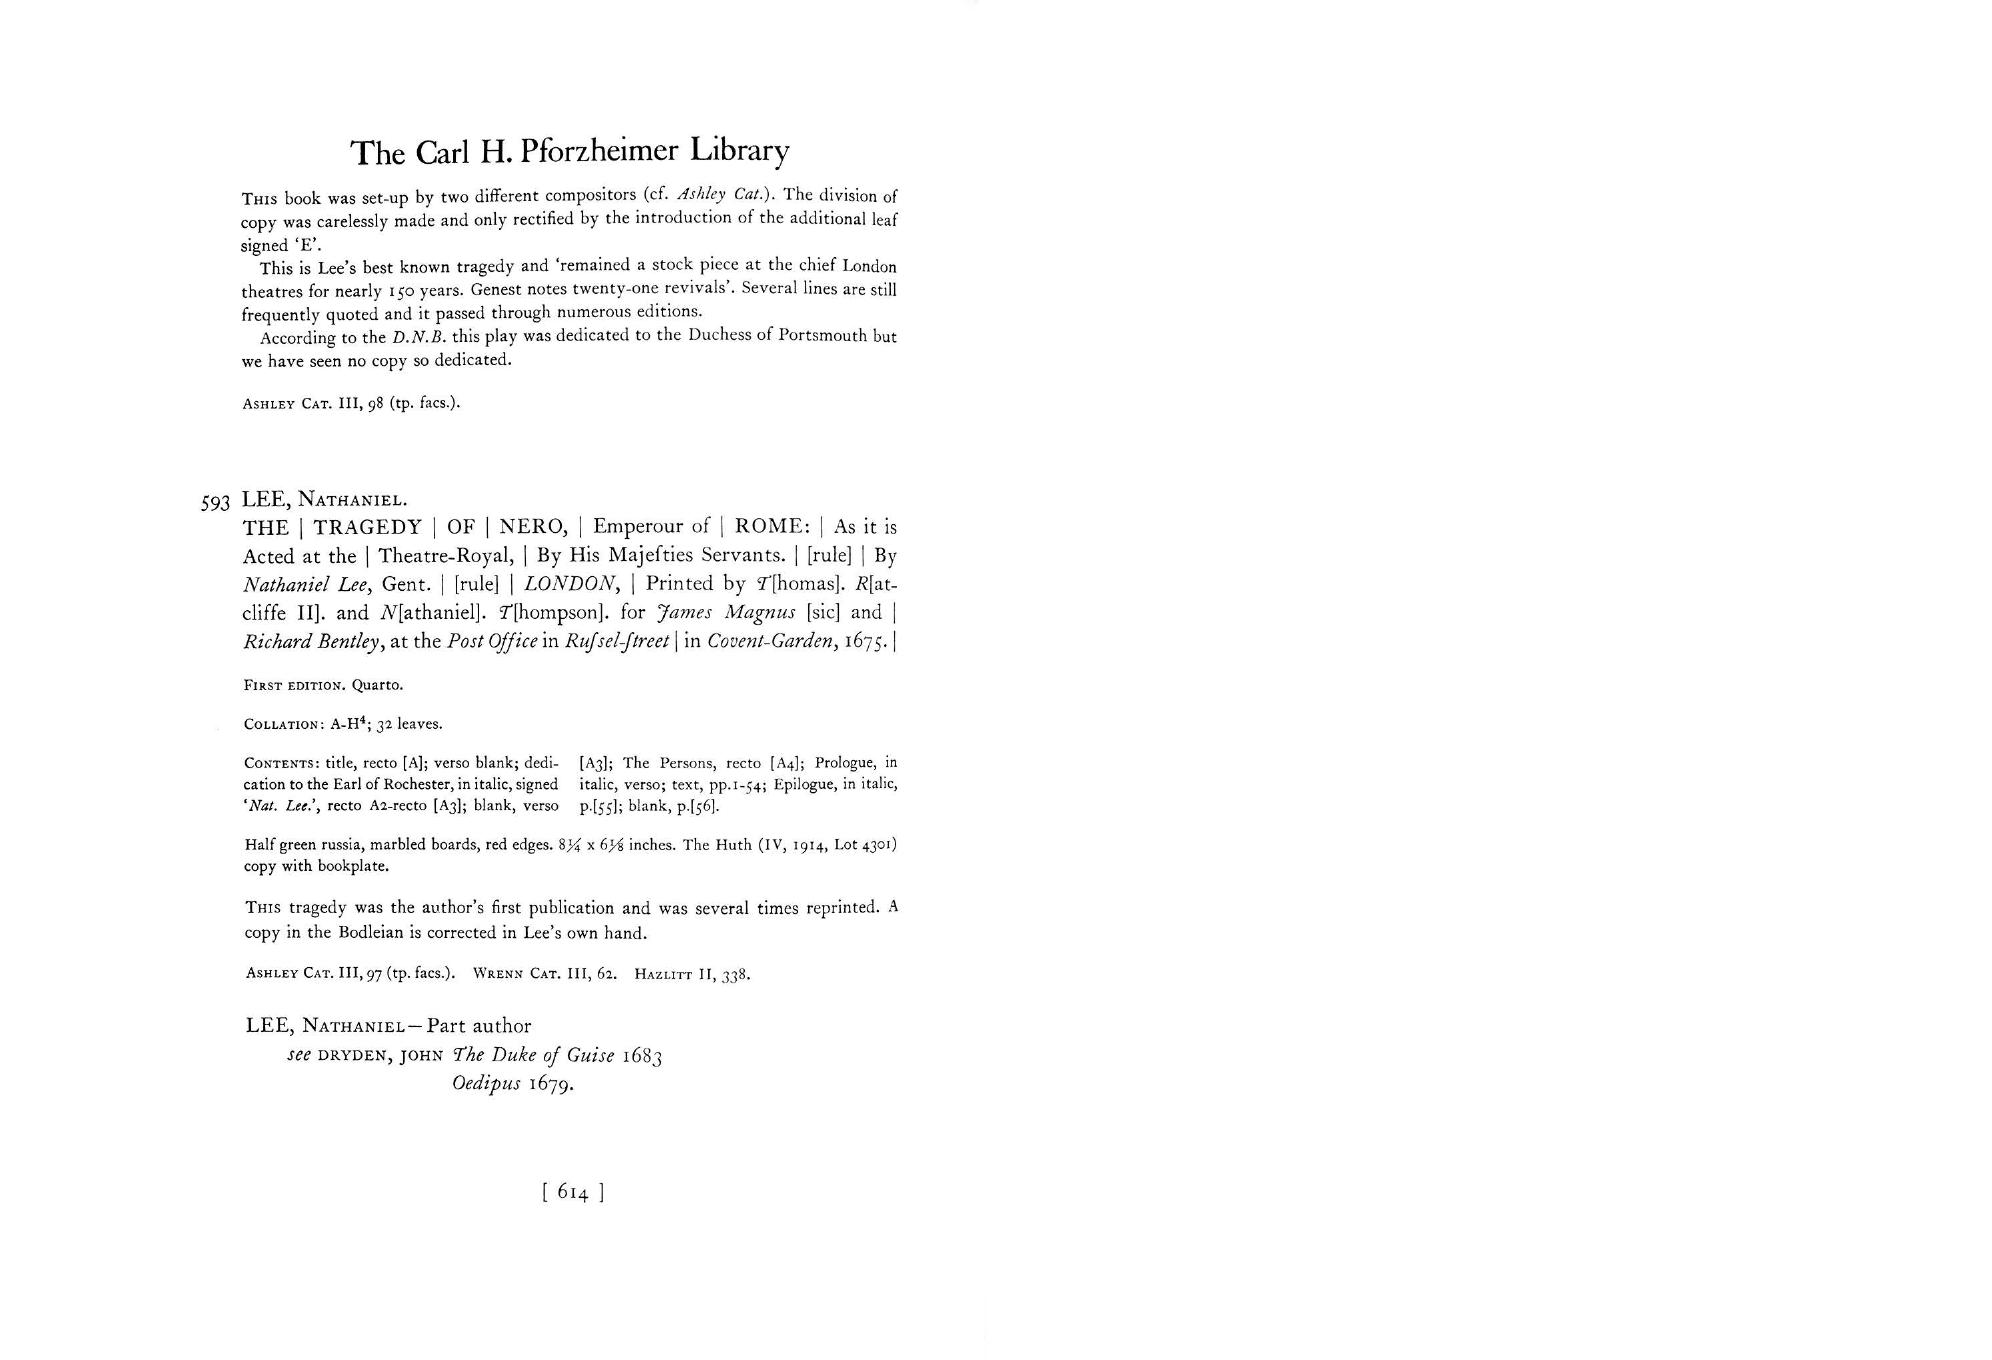 The Carl H. Pforzheimer Library
THIS book was set-up by two different compositors (cf. Ashley Cat.). The division of
copy was carelessly made and only rectified by the introduction of the additional leaf
signed ‘E’.
This is Lee’s best known tragedy and ‘remained a stock piece at the chief London
theatres for nearly 150 years. Genest notes twenty-one revivals’. Several lines are still
frequently quoted and it passed through numerous editions.
According to the D.N.B. this play was dedicated to the Duchess of Portsmouth but
we have seen no copy so dedicated.
ASHLEY CAT. III, 98 (tp. facs.).
593 LEE, NATHANIEL.
THE | TRAGEDY | OF | NERO, | Emperour of | ROME: | As it is
Acted at the | Theatre-Royal, | By His Majeſties Servants. | [rule] | By
Nathaniel Lee, Gent. | [rule] | LONDON, | Printed by T[homas]. R[at-
cliffe II]. and N[athaniel]. T[hompson]. for James Magnus [sic] and |
Richard Bentley, at the Post Office in Ruſsel-ſtreet | in Covent-Garden, 1675. |
FIRST EDITION. Quarto.
COLLATION: A-H⁴; 32 leaves.
CONTENTS: title, recto [A]; verso blank; dedi-
cation to the Earl of Rochester, in italic, signed
‘Nat. Lee.’, recto A2-recto [A3]; blank, verso
[A3]; The Persons, recto [A4]; Prologue, in
italic, verso; text, pp.1-54; Epilogue, in italic,
p.[55]; blank, p.[56].
Half green russia, marbled boards, red edges. 8¼ x 6⅛ inches. The Huth (IV, 1914, Lot 4301)
copy with bookplate.
THIS tragedy was the author’s first publication and was several times reprinted. A
copy in the Bodleian is corrected in Lee’s own hand.
ASHLEY CAT. III, 97 (tp. facs.). WRENN CAT. III, 62. HAZLITT II, 338.
LEE, NATHANIEL—Part author
see DRYDEN, JOHN The Duke of Guise 1683
Oedipus 1679.
[ 614 ]